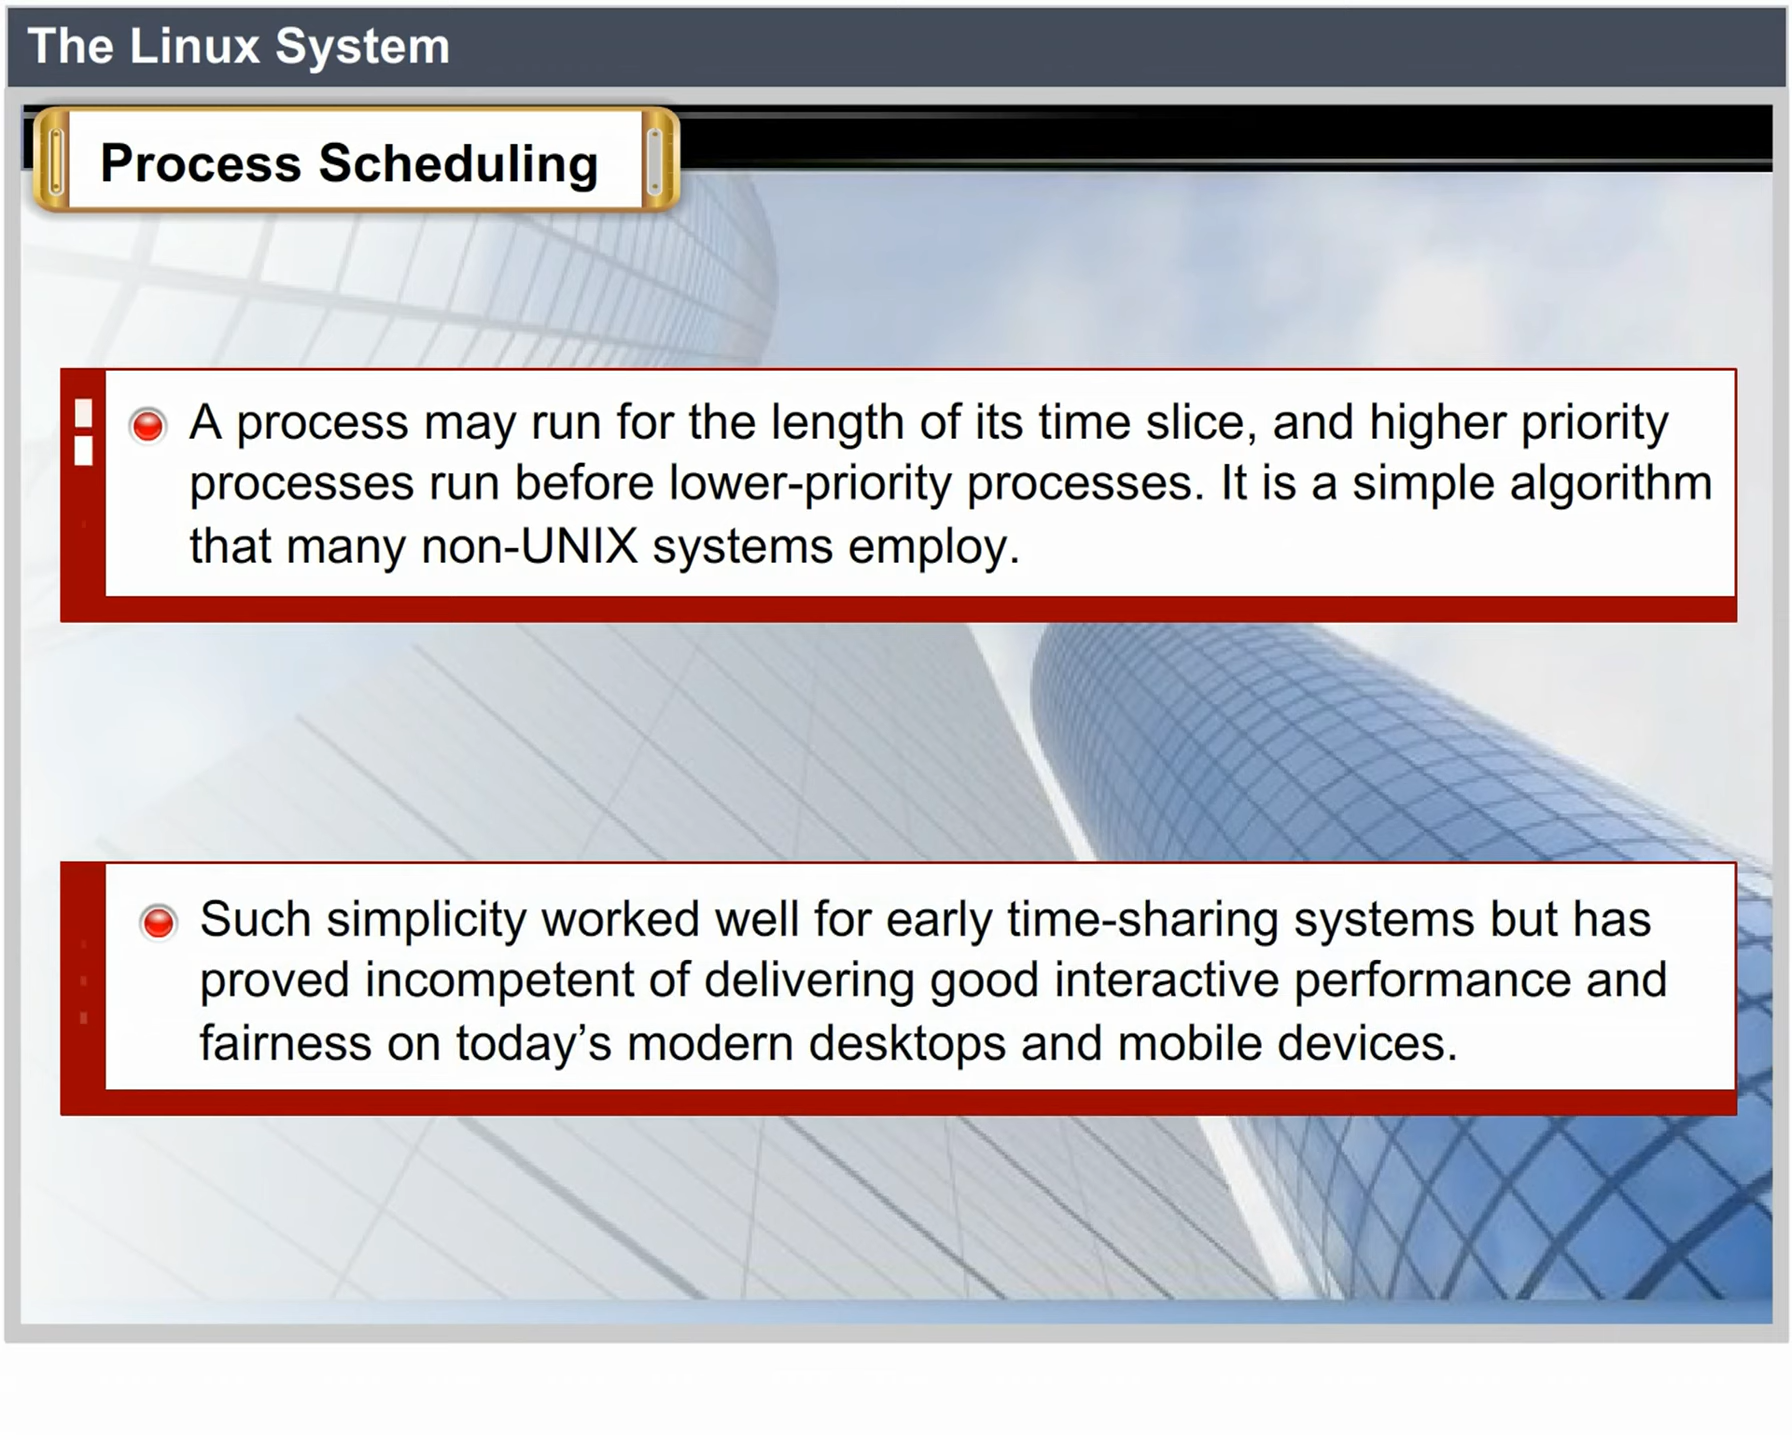 The Linux System
Process Scheduling
A process may run for the length of its time slice, and higher priority
processes run before lower-priority processes. It is a simple algorithm
that many non-UNIX systems employ.
Such simplicity worked well for early time-sharing systems but has
proved incompetent of delivering good interactive performance and
fairness on today’s modern desktops and mobile devices.